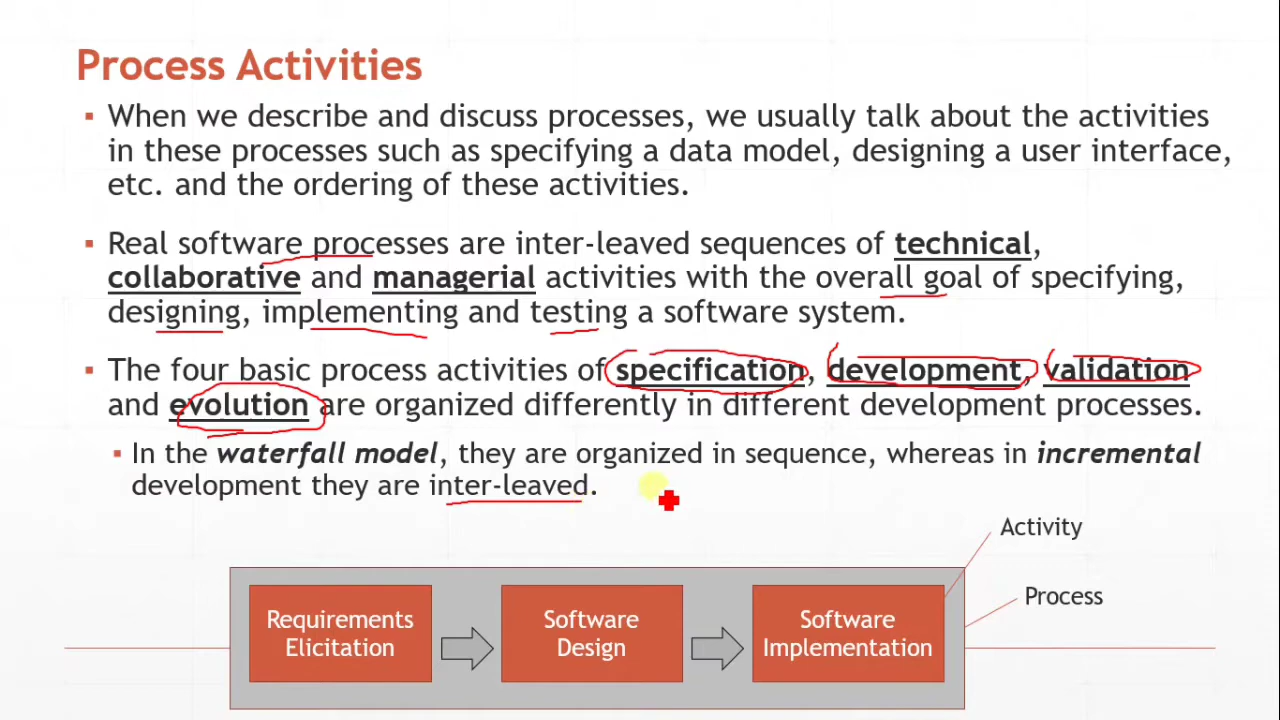 Process Activities
▪ When we describe and discuss processes, we usually talk about the activities
in these processes such as specifying a data model, designing a user interface,
etc. and the ordering of these activities.
▪ Real software processes are inter-leaved sequences of technical,
collaborative and managerial activities with the overall goal of specifying,
designing, implementing and testing a software system.
▪ The four basic process activities of specification, development, validation
and evolution are organized differently in different development processes.
▪ In the waterfall model, they are organized in sequence, whereas in incremental
development they are inter-leaved.
Activity
Process
Requirements
Elicitation
Software
Design
Software
Implementation